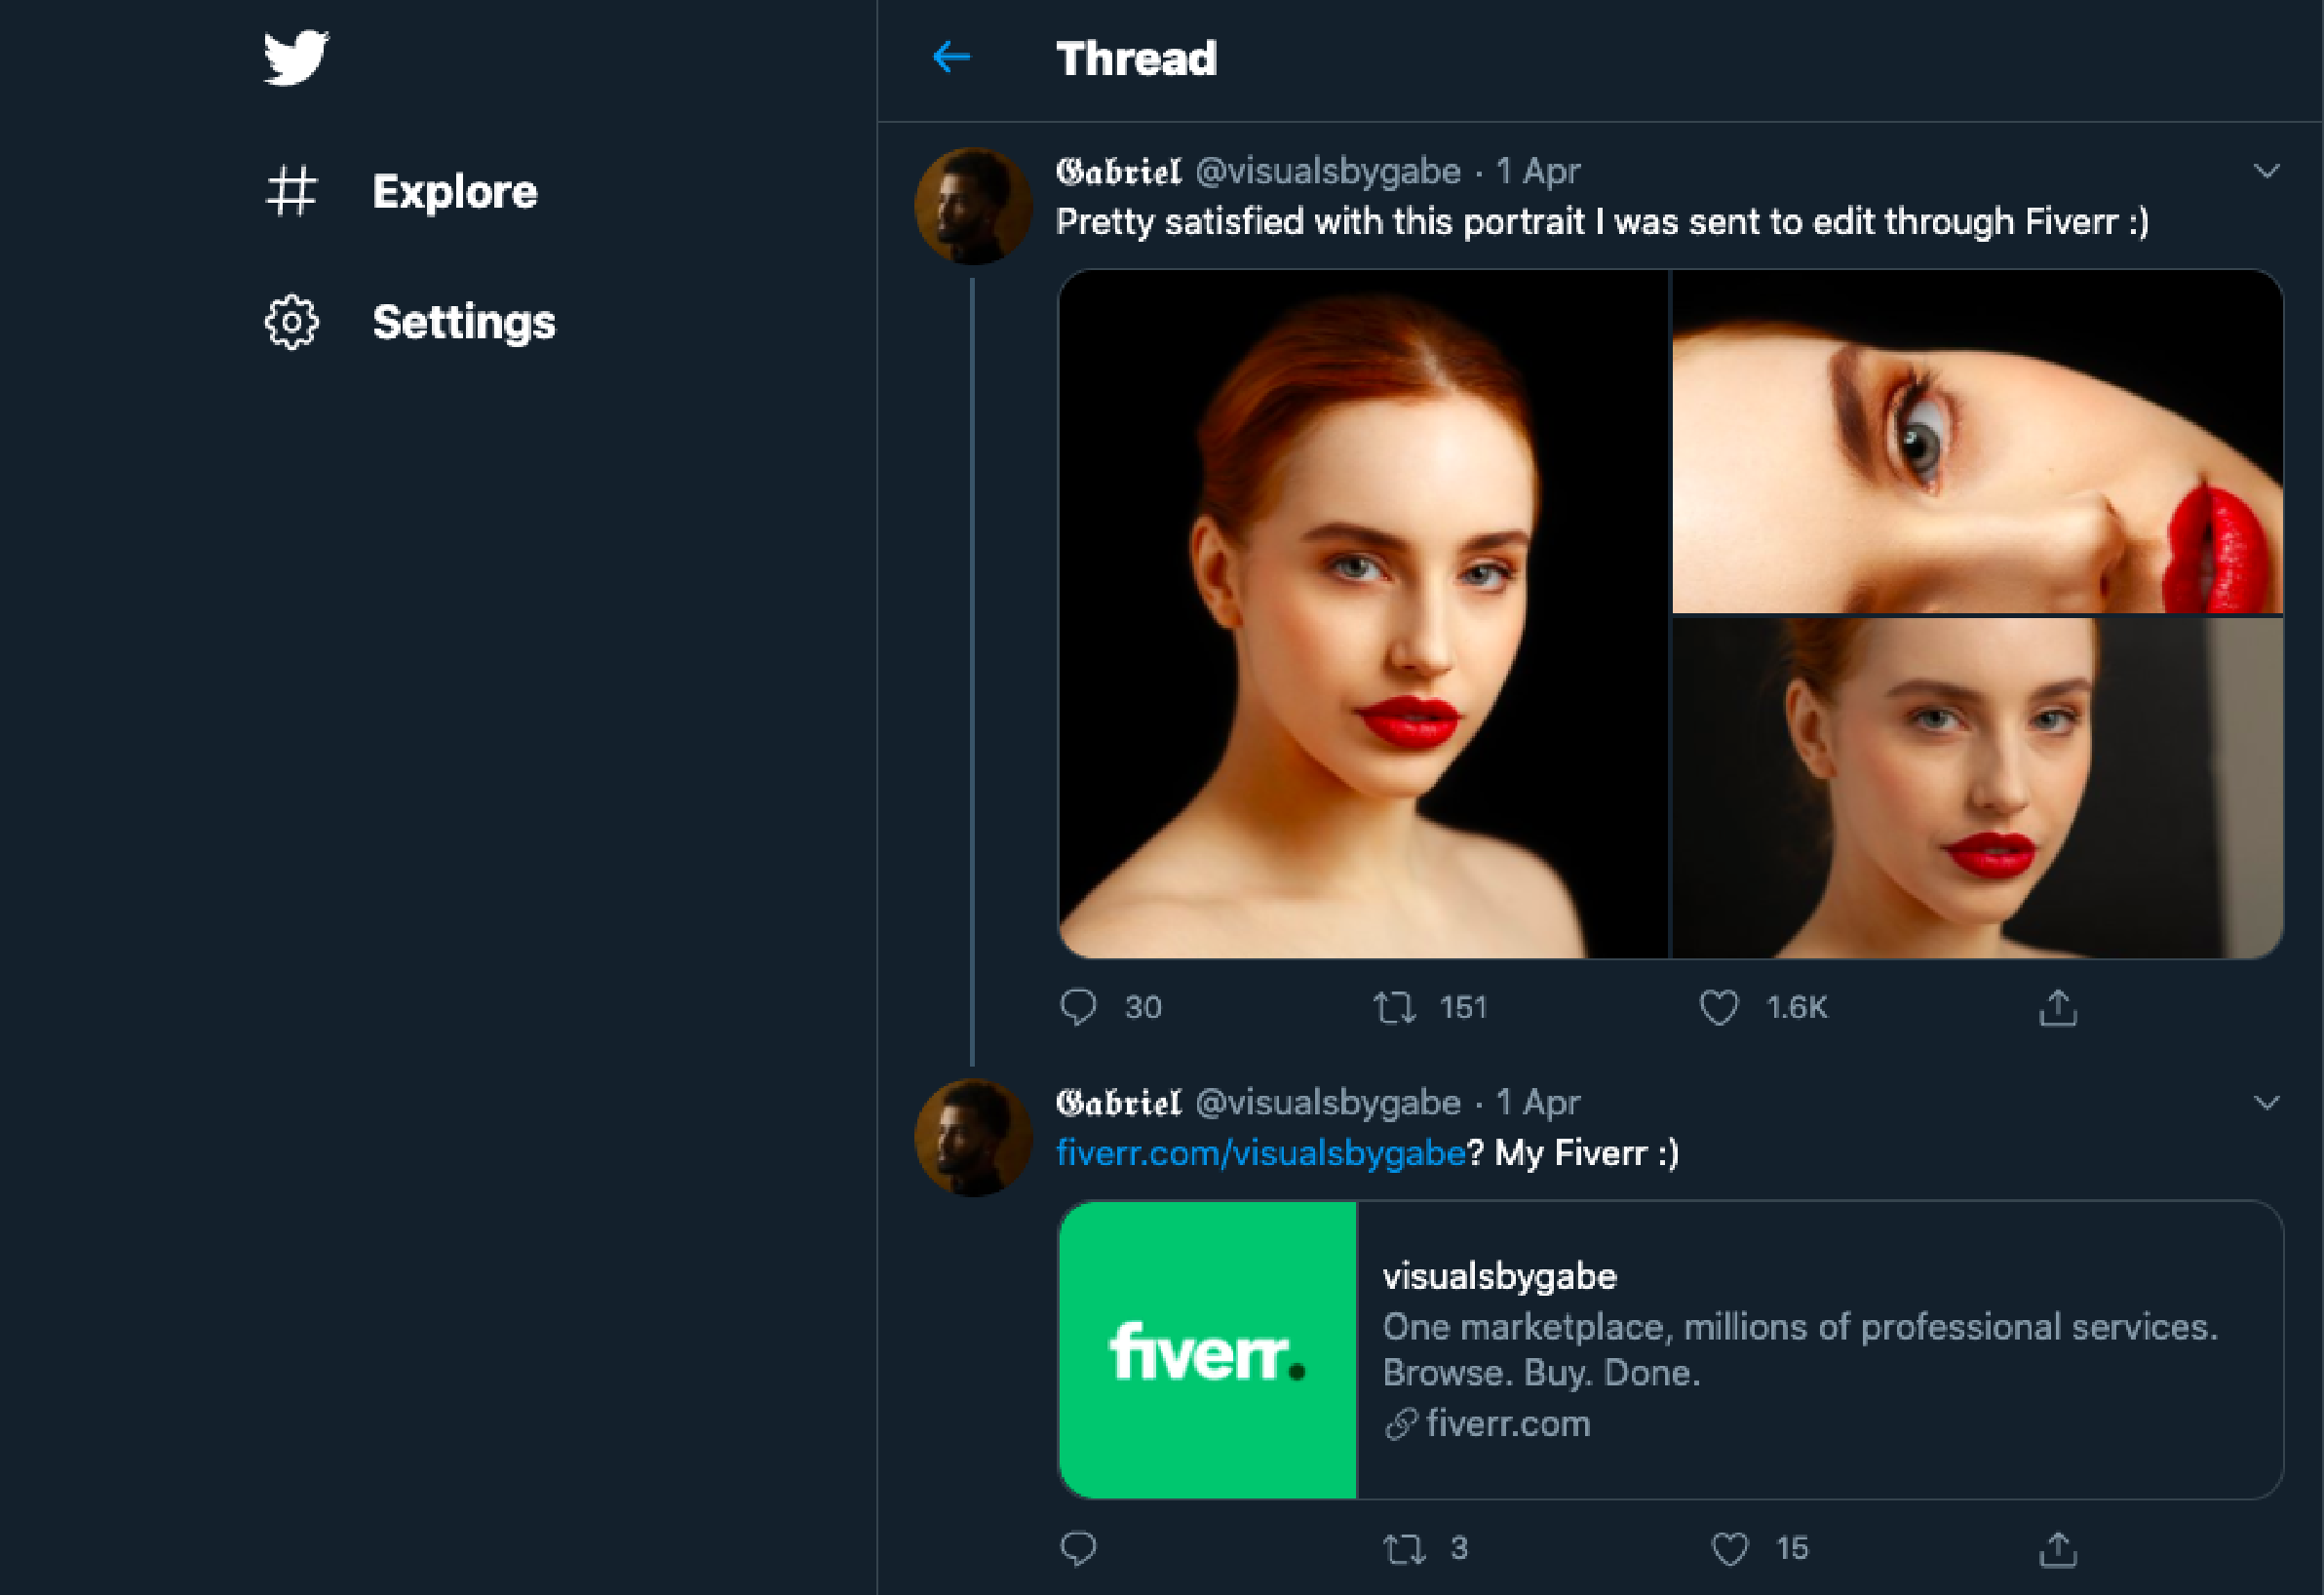 Thread
Explore
Settings
𝕲𝖆𝖇𝖗𝖎𝖊𝖑 @visualsbygabe · 1 Apr
Pretty satisfied with this portrait I was sent to edit through Fiverr :)
30 151 1.6K
𝕲𝖆𝖇𝖗𝖎𝖊𝖑 @visualsbygabe · 1 Apr
fiverr.com/visualsbygabe? My Fiverr :)
fiverr.
visualsbygabe
One marketplace, millions of professional services.
Browse. Buy. Done.
fiverr.com
3 15